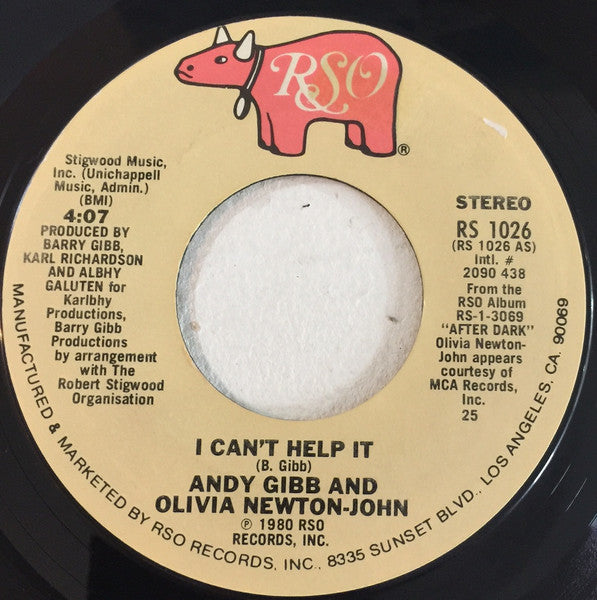 RSO
®
Stigwood Music,
Inc. (Unichappell
Music, Admin.)
(BMI)
4:07
PRODUCED BY
BARRY GIBB,
KARL RICHARDSON
AND ALBHY
GALUTEN for
Karlbhy
Productions,
Barry Gibb
Productions
by arrangement
with The
Robert Stigwood
Organisation
STEREO
RS 1026
(RS 1026 AS)
Intl. #
2090 438
From the
RSO Album
RS-1-3069
"AFTER DARK"
Olivia Newton-
John appears
courtesy of
MCA Records,
Inc.
25
I CAN'T HELP IT
(B. Gibb)
ANDY GIBB AND
OLIVIA NEWTON-JOHN
℗ 1980 RSO
RECORDS, INC.
MANUFACTURED & MARKETED BY RSO RECORDS, INC.. 8335 SUNSET BLVD.. LOS ANGELES, CA. 90069